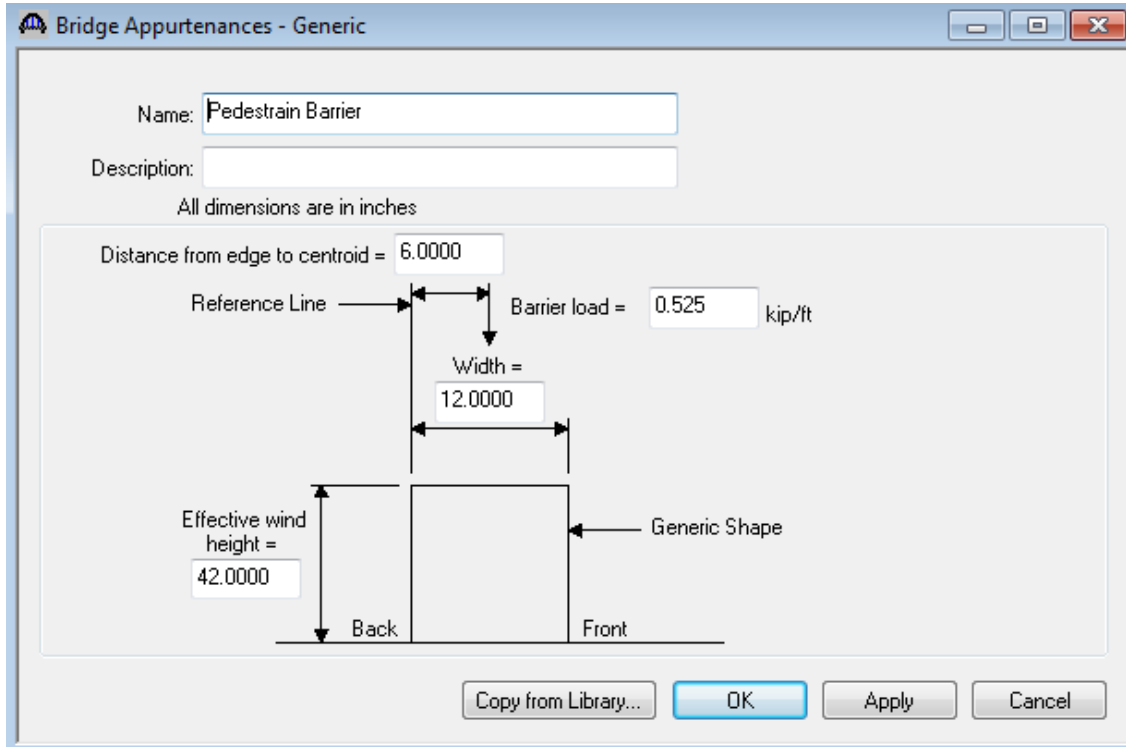 Bridge Appurtenances - Generic
Name: Pedestrain Barrier
Description:
All dimensions are in inches
Distance from edge to centroid = 6.0000
Reference Line
Barrier load = 0.525 kip/ft
Width =
12.0000
Effective wind
height =
42.0000
Generic Shape
Back
Front
Copy from Library...
OK
Apply
Cancel